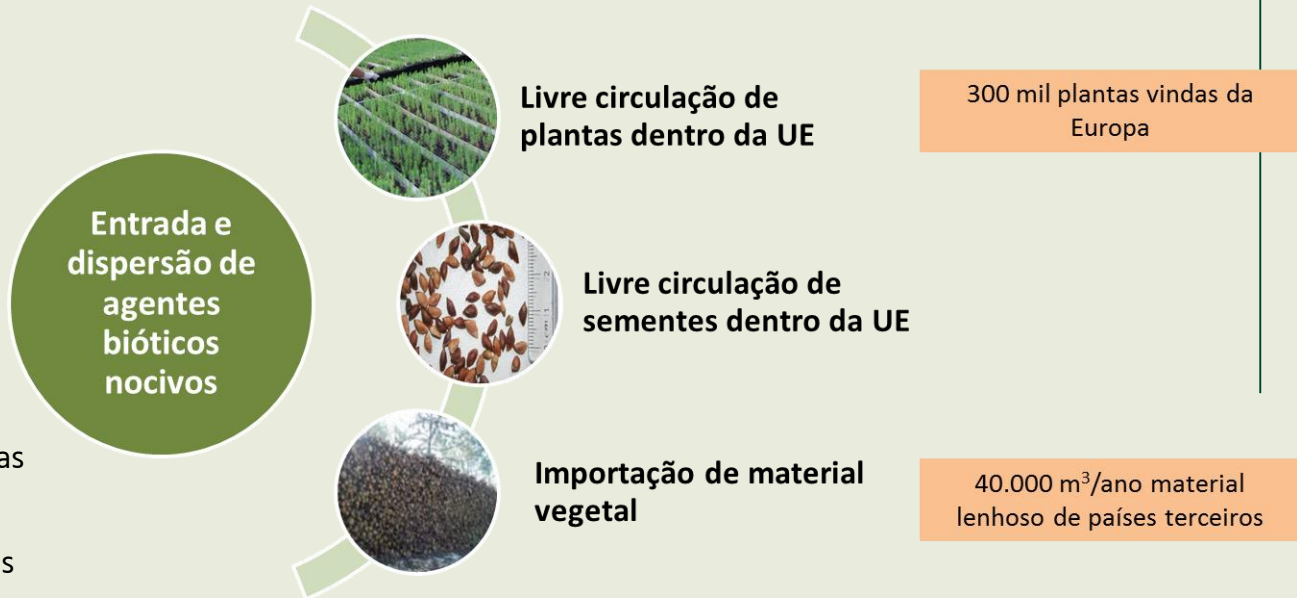 Entrada e
dispersão de
agentes
bióticos
nocivos
Livre circulação de
plantas dentro da UE
300 mil plantas vindas da
Europa
Livre circulação de
sementes dentro da UE
Importação de material
vegetal
40.000 m³/ano material
lenhoso de países terceiros
as
s